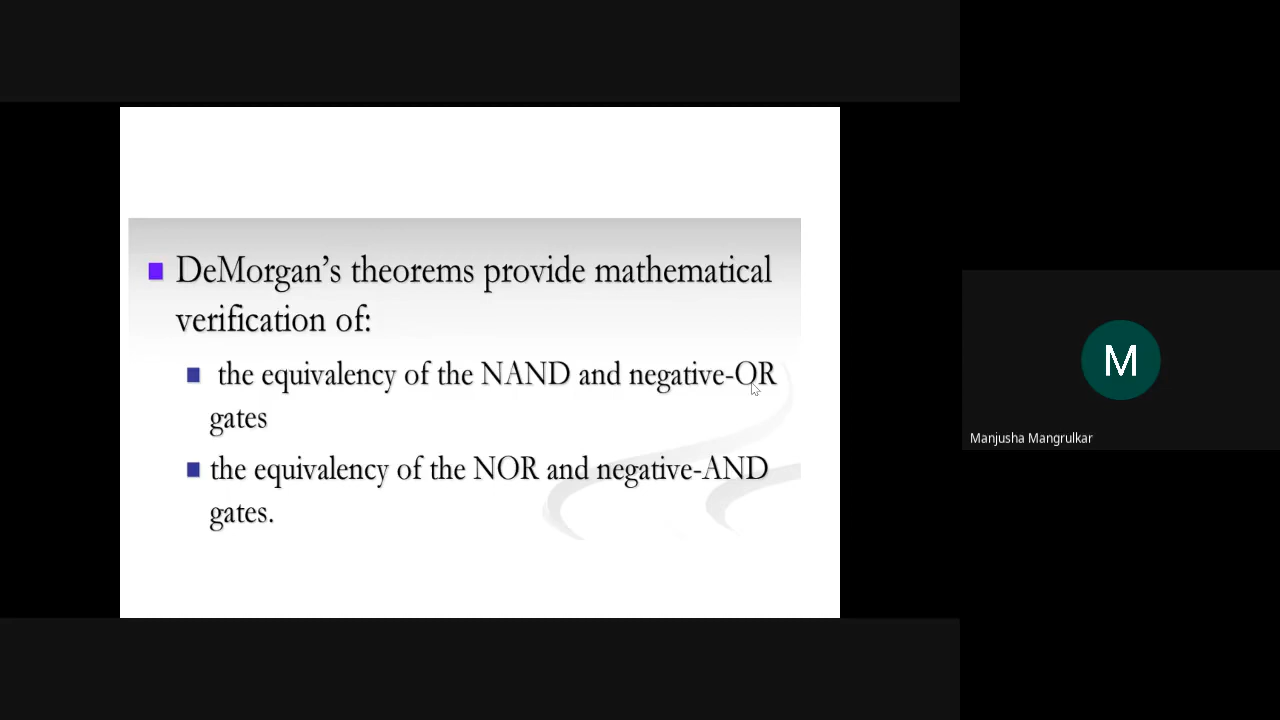 DeMorgan’s theorems provide mathematical
verification of:
the equivalency of the NAND and negative-OR
gates
the equivalency of the NOR and negative-AND
gates.
M
Manjusha Mangrulkar